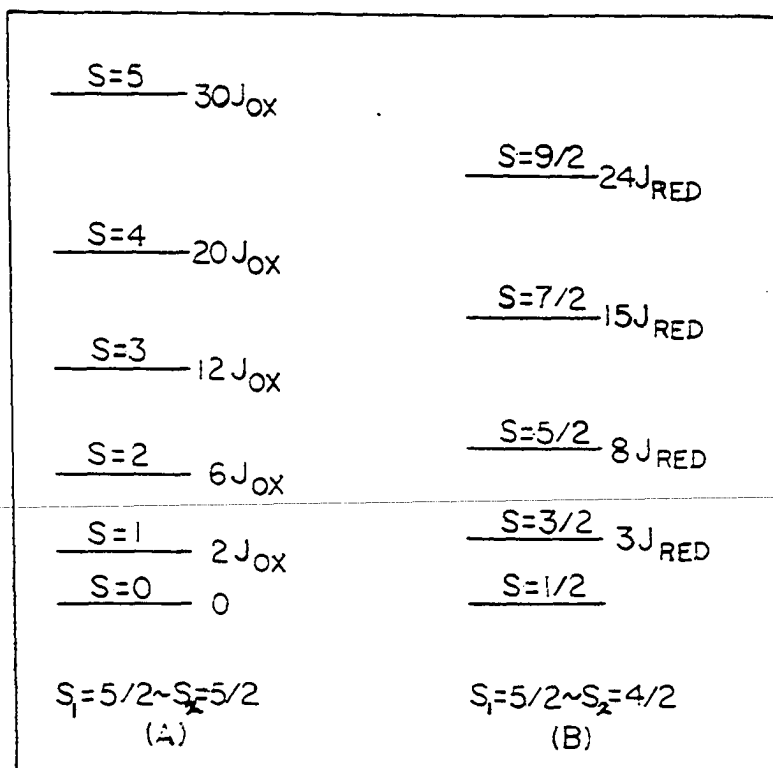 S=5
30J_OX
S=4
20J_OX
S=3
12J_OX
S=2
6J_OX
S=1
2J_OX
S=0
0
S₁=5/2~S₂=5/2
(A)
S=9/2
24J_RED
S=7/2
15J_RED
S=5/2
8J_RED
S=3/2
3J_RED
S=1/2
S₁=5/2~S₂=4/2
(B)